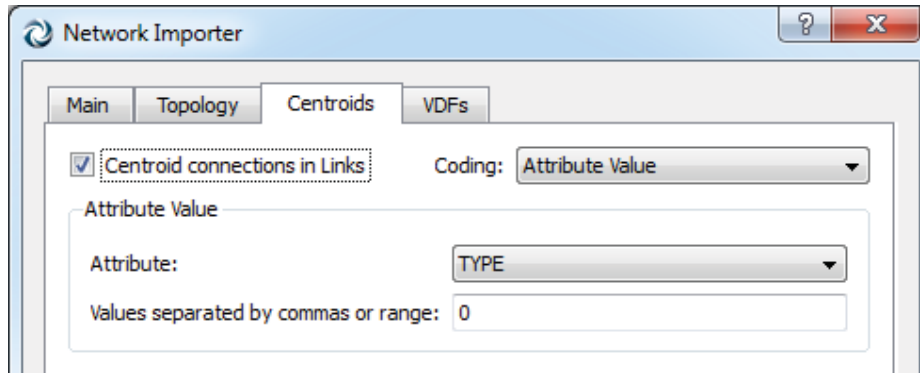 Network Importer
Main Topology Centroids VDFs
Centroid connections in Links Coding: Attribute Value
Attribute Value
Attribute: TYPE
Values separated by commas or range: 0